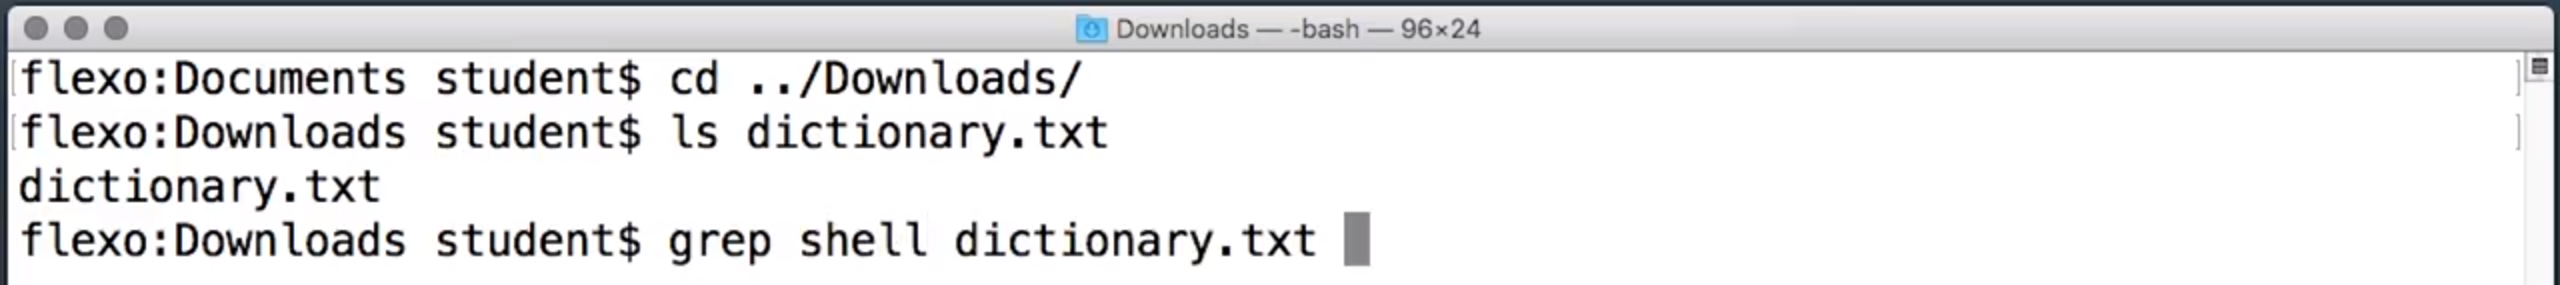 Downloads — -bash — 96×24
flexo:Documents student$ cd ../Downloads/
flexo:Downloads student$ ls dictionary.txt
dictionary.txt
flexo:Downloads student$ grep shell dictionary.txt